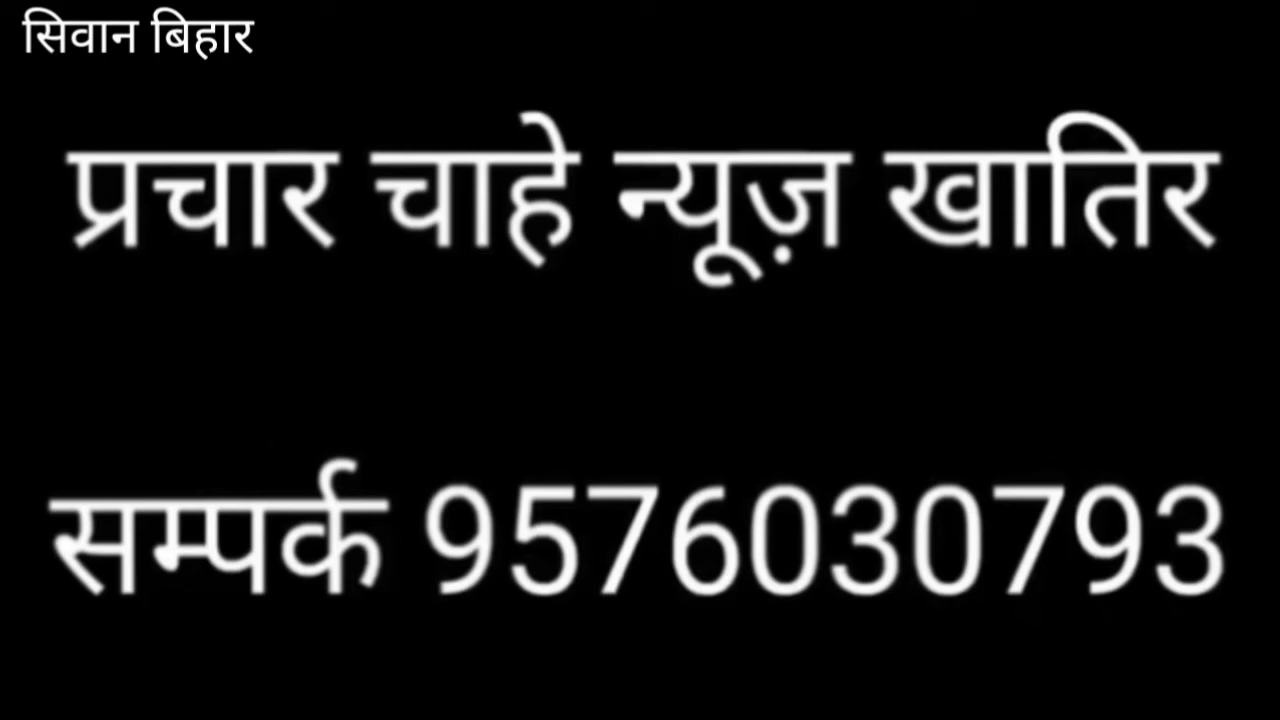 सिवान बिहार
प्रचार चाहे न्यूज़ खातिर
सम्पर्क 9576030793